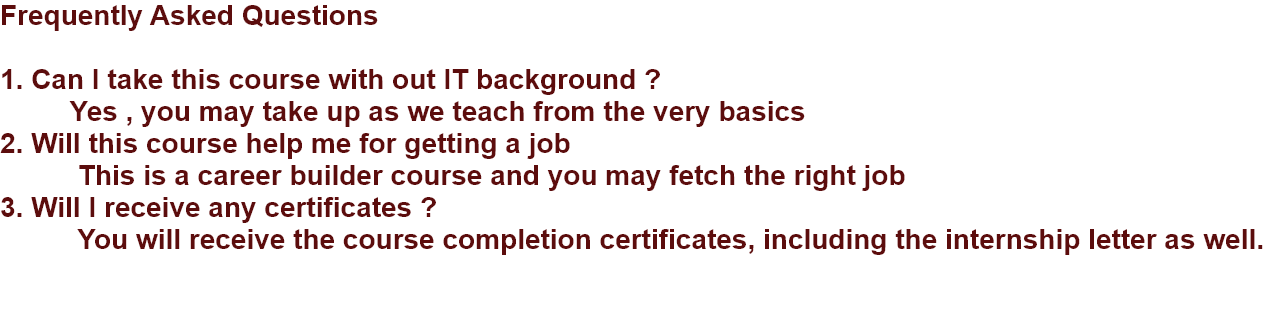 Frequently Asked Questions
1. Can I take this course with out IT background ?
Yes , you may take up as we teach from the very basics
2. Will this course help me for getting a job
This is a career builder course and you may fetch the right job
3. Will I receive any certificates ?
You will receive the course completion certificates, including the internship letter as well.